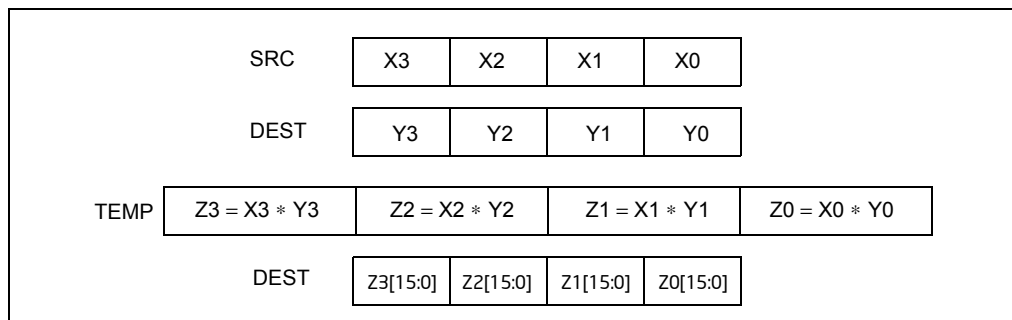 SRC X3 X2 X1 X0
DEST Y3 Y2 Y1 Y0
TEMP Z3 = X3 ∗ Y3 Z2 = X2 ∗ Y2 Z1 = X1 ∗ Y1 Z0 = X0 ∗ Y0
DEST Z3[15:0] Z2[15:0] Z1[15:0] Z0[15:0]